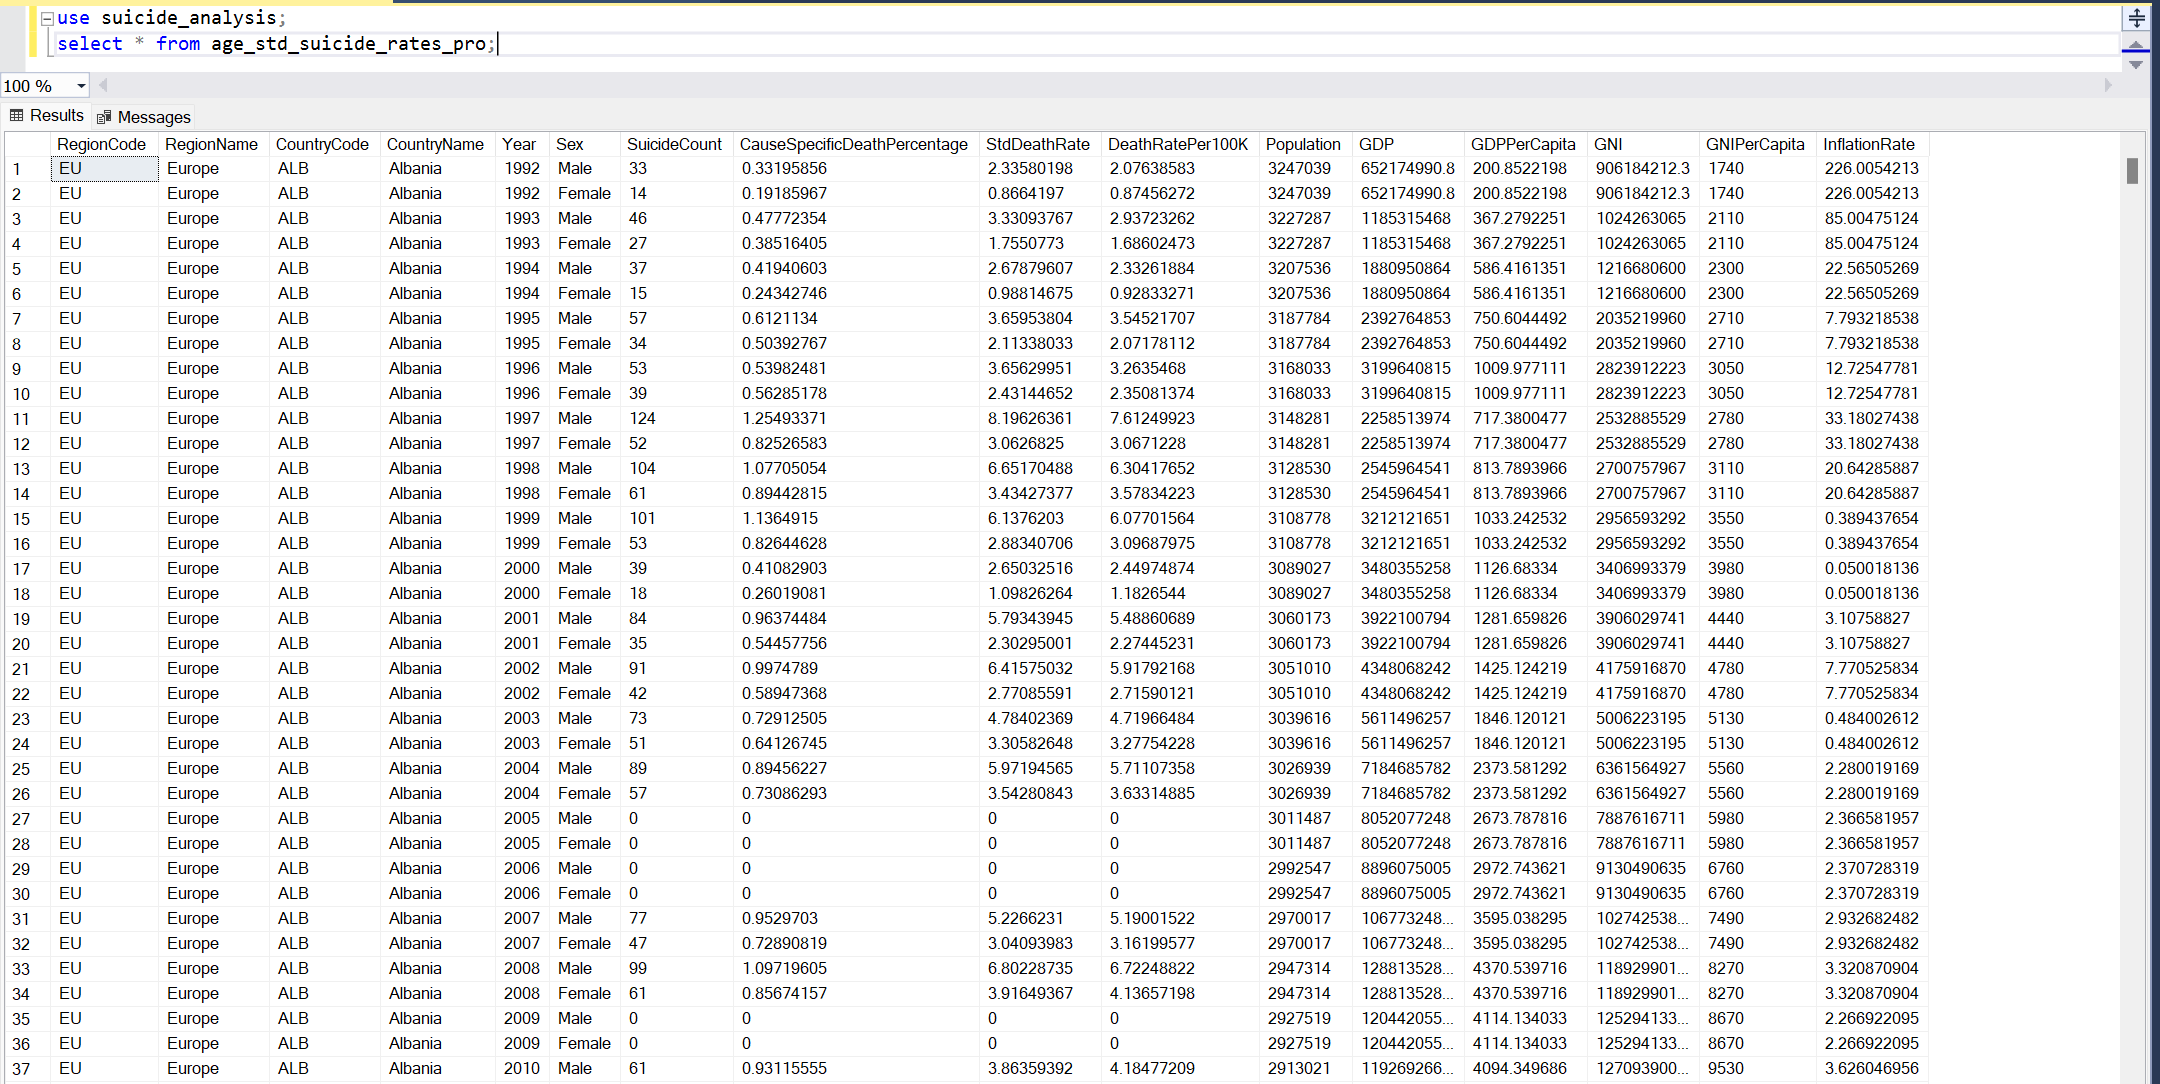 use suicide_analysis;
select * from age_std_suicide_rates_pro;
100 %
Results Messages
RegionCode RegionName CountryCode CountryName Year Sex SuicideCount CauseSpecificDeathPercentage StdDeathRate DeathRatePer100K Population GDP GDPPerCapita GNI GNIPerCapita InflationRate
1 EU Europe ALB Albania 1992 Male 33 0.33195856 2.33580198 2.07638583 3247039 652174990.8 200.8522198 906184212.3 1740 226.0054213
2 EU Europe ALB Albania 1992 Female 14 0.19185967 0.8664197 0.87456272 3247039 652174990.8 200.8522198 906184212.3 1740 226.0054213
3 EU Europe ALB Albania 1993 Male 46 0.47772354 3.33093767 2.93723262 3227287 1185315468 367.2792251 1024263065 2110 85.00475124
4 EU Europe ALB Albania 1993 Female 27 0.38516405 1.7550773 1.68602473 3227287 1185315468 367.2792251 1024263065 2110 85.00475124
5 EU Europe ALB Albania 1994 Male 37 0.41940603 2.67879607 2.33261884 3207536 1880950864 586.4161351 1216680600 2300 22.56505269
6 EU Europe ALB Albania 1994 Female 15 0.24342746 0.98814675 0.92833271 3207536 1880950864 586.4161351 1216680600 2300 22.56505269
7 EU Europe ALB Albania 1995 Male 57 0.6121134 3.65953804 3.54521707 3187784 2392764853 750.6044492 2035219960 2710 7.793218538
8 EU Europe ALB Albania 1995 Female 34 0.50392767 2.11338033 2.07178112 3187784 2392764853 750.6044492 2035219960 2710 7.793218538
9 EU Europe ALB Albania 1996 Male 53 0.53982481 3.65629951 3.2635468 3168033 3199640815 1009.977111 2823912223 3050 12.72547781
10 EU Europe ALB Albania 1996 Female 39 0.56285178 2.43144652 2.35081374 3168033 3199640815 1009.977111 2823912223 3050 12.72547781
11 EU Europe ALB Albania 1997 Male 124 1.25493371 8.19626361 7.61249923 3148281 2258513974 717.3800477 2532885529 2780 33.18027438
12 EU Europe ALB Albania 1997 Female 52 0.82526583 3.0626825 3.0671228 3148281 2258513974 717.3800477 2532885529 2780 33.18027438
13 EU Europe ALB Albania 1998 Male 104 1.07705054 6.65170488 6.30417652 3128530 2545964541 813.7893966 2700757967 3110 20.64285887
14 EU Europe ALB Albania 1998 Female 61 0.89442815 3.43427377 3.57834223 3128530 2545964541 813.7893966 2700757967 3110 20.64285887
15 EU Europe ALB Albania 1999 Male 101 1.1364915 6.1376203 6.07701564 3108778 3212121651 1033.242532 2956593292 3550 0.389437654
16 EU Europe ALB Albania 1999 Female 53 0.82644628 2.88340706 3.09687975 3108778 3212121651 1033.242532 2956593292 3550 0.389437654
17 EU Europe ALB Albania 2000 Male 39 0.41082903 2.65032516 2.44974874 3089027 3480355258 1126.68334 3406993379 3980 0.050018136
18 EU Europe ALB Albania 2000 Female 18 0.26019081 1.09826264 1.1826544 3089027 3480355258 1126.68334 3406993379 3980 0.050018136
19 EU Europe ALB Albania 2001 Male 84 0.96374484 5.79343945 5.48860689 3060173 3922100794 1281.659826 3906029741 4440 3.10758827
20 EU Europe ALB Albania 2001 Female 35 0.54457756 2.30295001 2.27445231 3060173 3922100794 1281.659826 3906029741 4440 3.10758827
21 EU Europe ALB Albania 2002 Male 91 0.9974789 6.41575032 5.91792168 3051010 4348068242 1425.124219 4175916870 4780 7.770525834
22 EU Europe ALB Albania 2002 Female 42 0.58947368 2.77085591 2.71590121 3051010 4348068242 1425.124219 4175916870 4780 7.770525834
23 EU Europe ALB Albania 2003 Male 73 0.72912505 4.78402369 4.71966484 3039616 5611496257 1846.120121 5006223195 5130 0.484002612
24 EU Europe ALB Albania 2003 Female 51 0.64126745 3.30582648 3.27754228 3039616 5611496257 1846.120121 5006223195 5130 0.484002612
25 EU Europe ALB Albania 2004 Male 89 0.89456227 5.97194565 5.71107358 3026939 7184685782 2373.581292 6361564927 5560 2.280019169
26 EU Europe ALB Albania 2004 Female 57 0.73086293 3.54280843 3.63314885 3026939 7184685782 2373.581292 6361564927 5560 2.280019169
27 EU Europe ALB Albania 2005 Male 0 0 0 0 3011487 8052077248 2673.787816 7887616711 5980 2.366581957
28 EU Europe ALB Albania 2005 Female 0 0 0 0 3011487 8052077248 2673.787816 7887616711 5980 2.366581957
29 EU Europe ALB Albania 2006 Male 0 0 0 0 2992547 8896075005 2972.743621 9130490635 6760 2.370728319
30 EU Europe ALB Albania 2006 Female 0 0 0 0 2992547 8896075005 2972.743621 9130490635 6760 2.370728319
31 EU Europe ALB Albania 2007 Male 77 0.9529703 5.2266231 5.19001522 2970017 106773248... 3595.038295 102742538... 7490 2.932682482
32 EU Europe ALB Albania 2007 Female 47 0.72890819 3.04093983 3.16199577 2970017 106773248... 3595.038295 102742538... 7490 2.932682482
33 EU Europe ALB Albania 2008 Male 99 1.09719605 6.80228735 6.72248822 2947314 128813528... 4370.539716 118929901... 8270 3.320870904
34 EU Europe ALB Albania 2008 Female 61 0.85674157 3.91649367 4.13657198 2947314 128813528... 4370.539716 118929901... 8270 3.320870904
35 EU Europe ALB Albania 2009 Male 0 0 0 0 2927519 120442055... 4114.134033 125294133... 8670 2.266922095
36 EU Europe ALB Albania 2009 Female 0 0 0 0 2927519 120442055... 4114.134033 125294133... 8670 2.266922095
37 EU Europe ALB Albania 2010 Male 61 0.93115555 3.86359392 4.18477209 2913021 119269266... 4094.349686 127093900... 9530 3.626046956